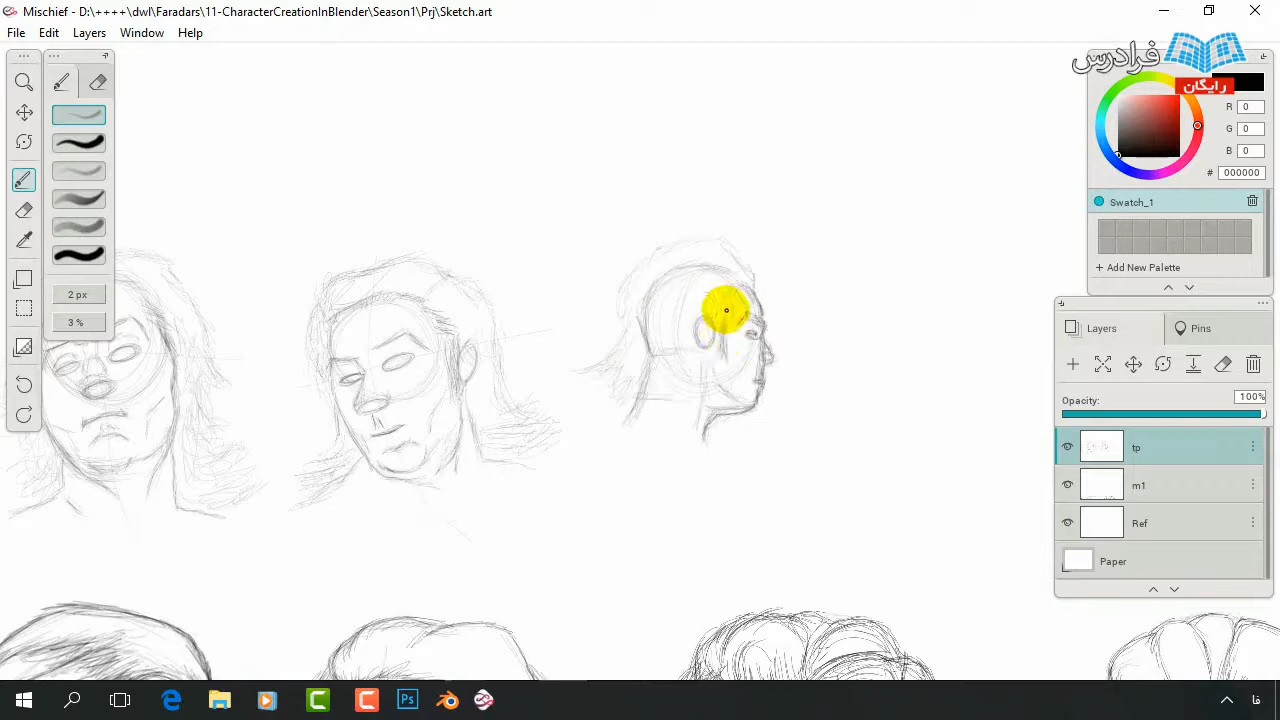 Mischief - D:\++++\dwl\Faradars\11-CharacterCreationInBlender\Season1\Prj\Sketch.art
File Edit Layers Window Help
فرادرس
رایگان
R 0
G 0
B 0
# 000000
Swatch_1
+ Add New Palette
2 px
3 %
Layers Pins
Opacity: 100%
tp
m1
Ref
Paper
Ps
فا